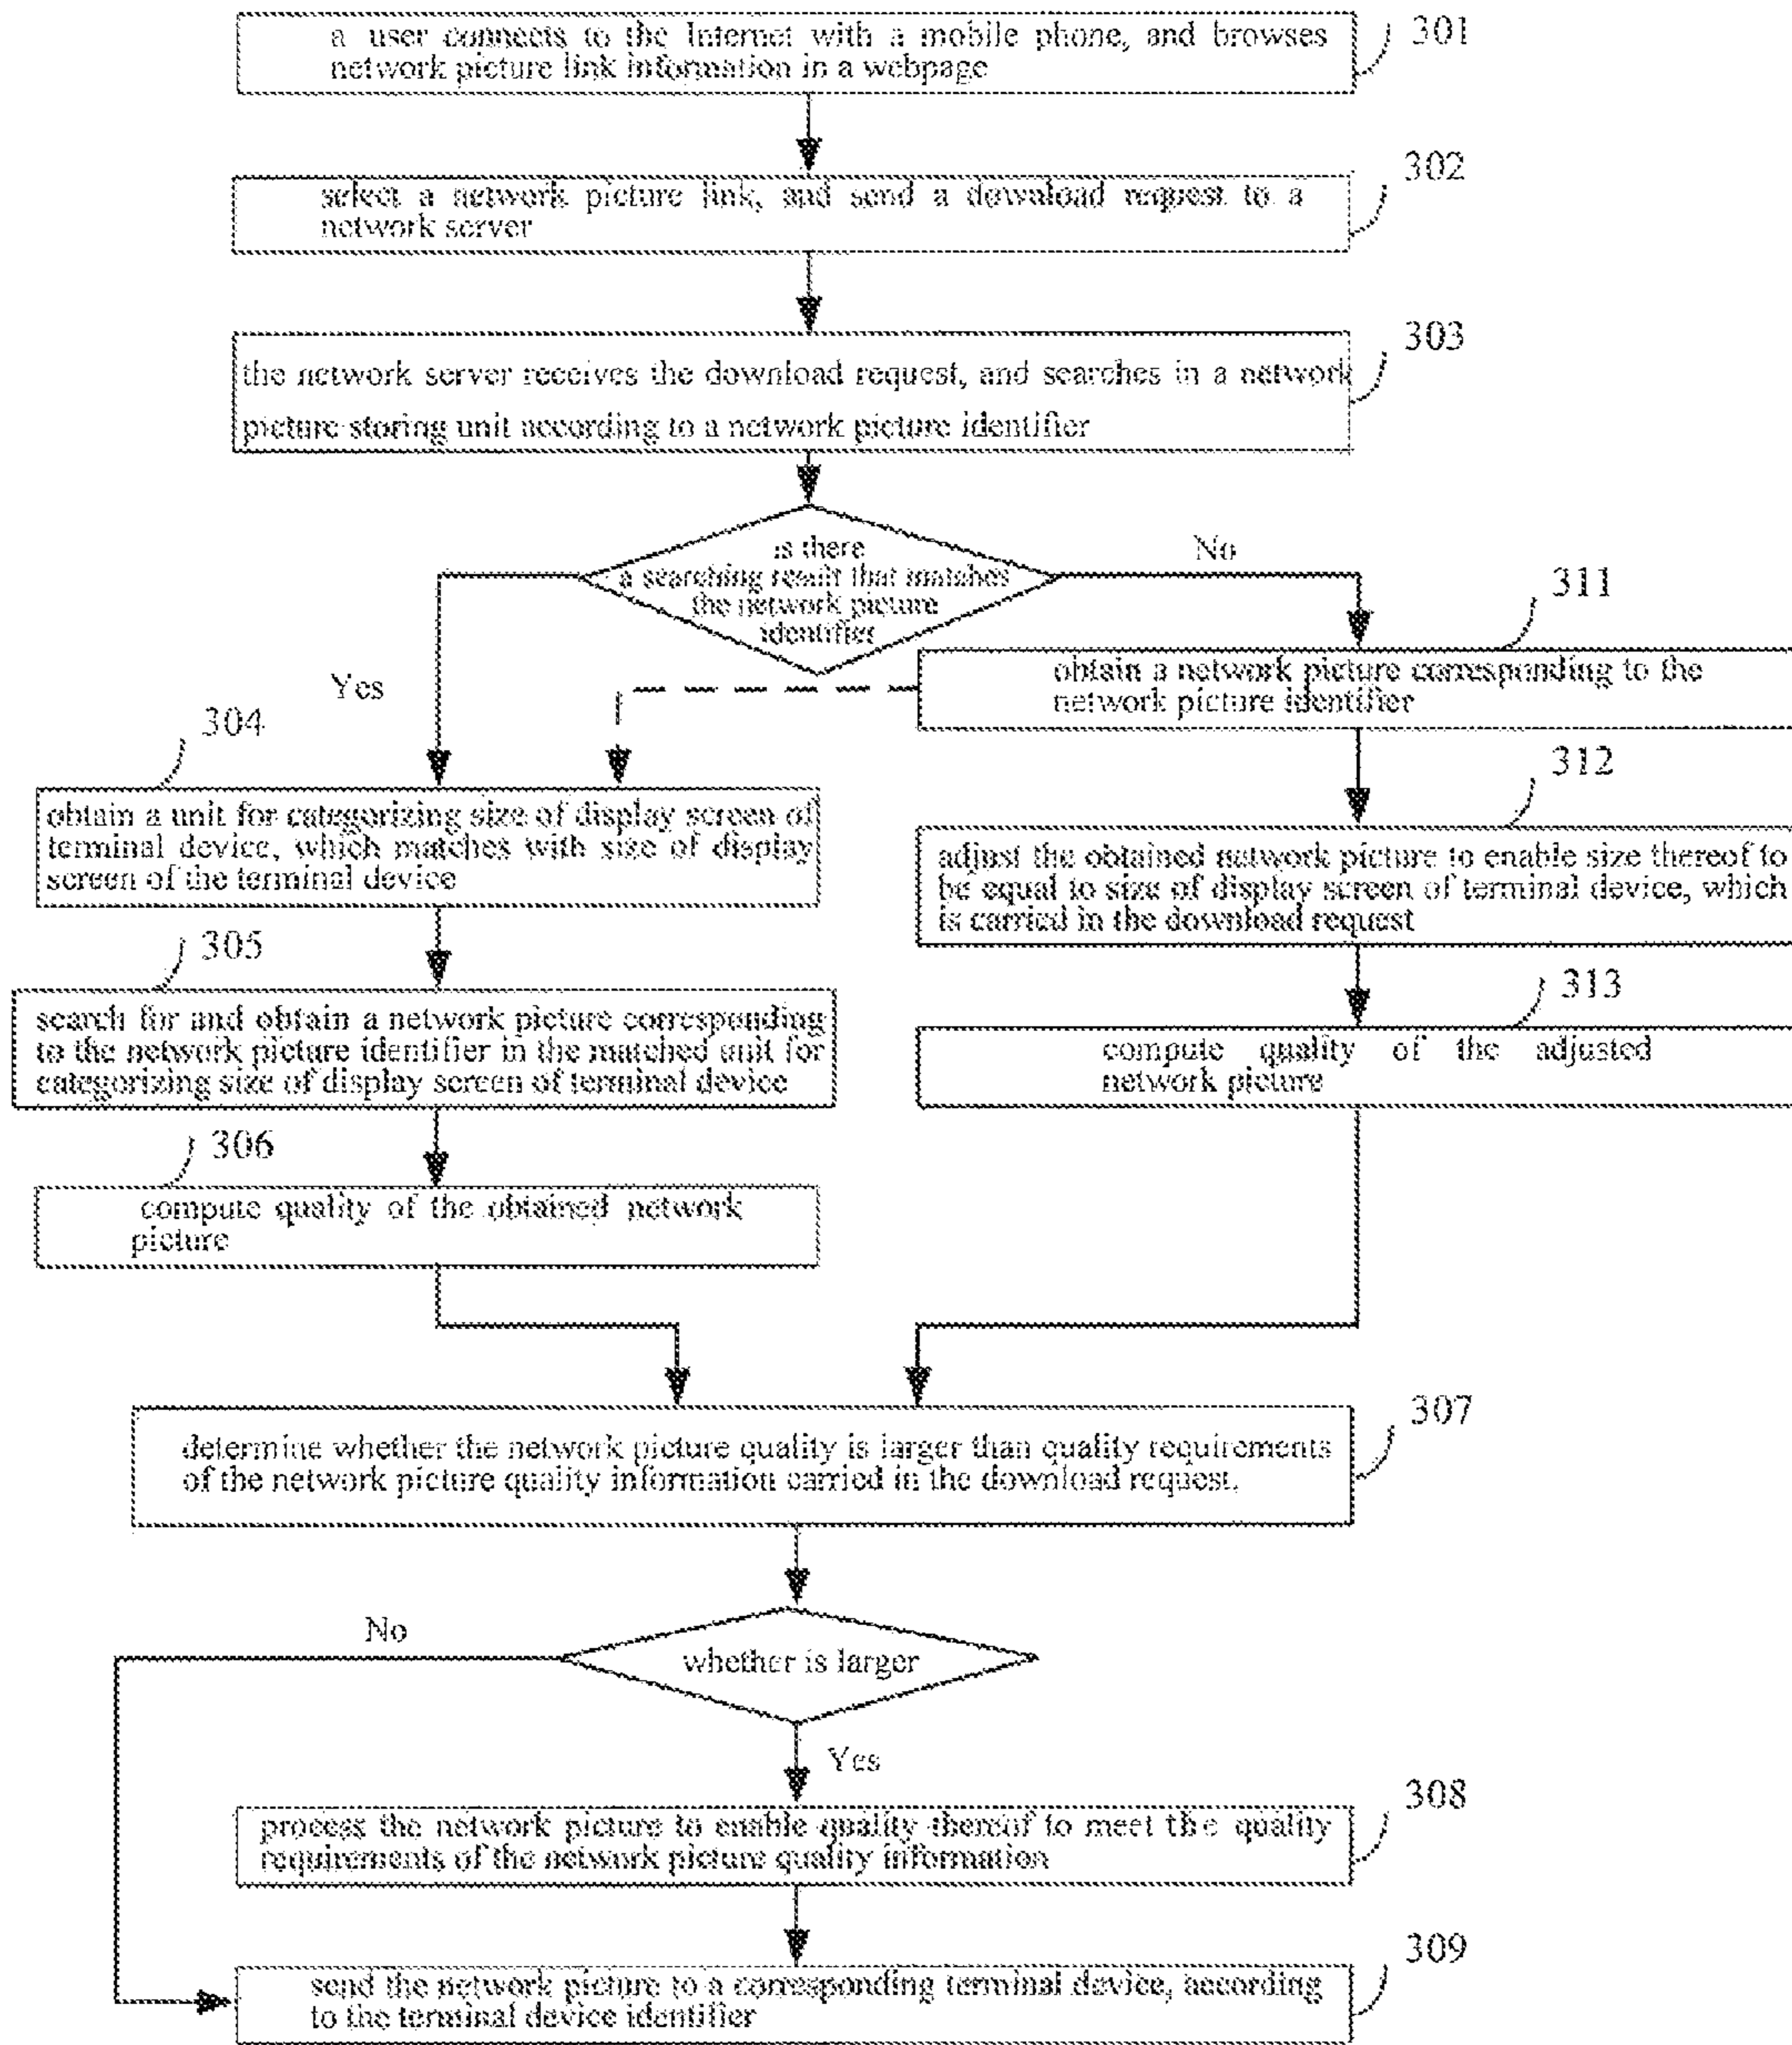 a user connects to the Internet with a mobile phone, and browses
network picture link information in a webpage
301
select a network picture link, and send a download request to a
network server
302
the network server receives the download request, and searches in a network
picture storing unit according to a network picture identifier
303
is there
a searching result that matches
the network picture
identifier
No
Yes
311
obtain a network picture corresponding to the
network picture identifier
304
obtain a unit for categorizing size of display screen of
terminal device, which matches with size of display
screen of the terminal device
312
adjust the obtained network picture to enable size thereof to
be equal to size of display screen of terminal device, which
is carried in the download request
305
search for and obtain a network picture corresponding
to the network picture identifier in the matched unit for
categorizing size of display screen of terminal device
313
compute quality of the adjusted
network picture
306
compute quality of the obtained network
picture
307
determine whether the network picture quality is larger than quality requirements
of the network picture quality information carried in the download request.
No
whether is larger
Yes
308
process the network picture to enable quality thereof to meet the quality
requirements of the network picture quality information
309
send the network picture to a corresponding terminal device, according
to the terminal device identifier